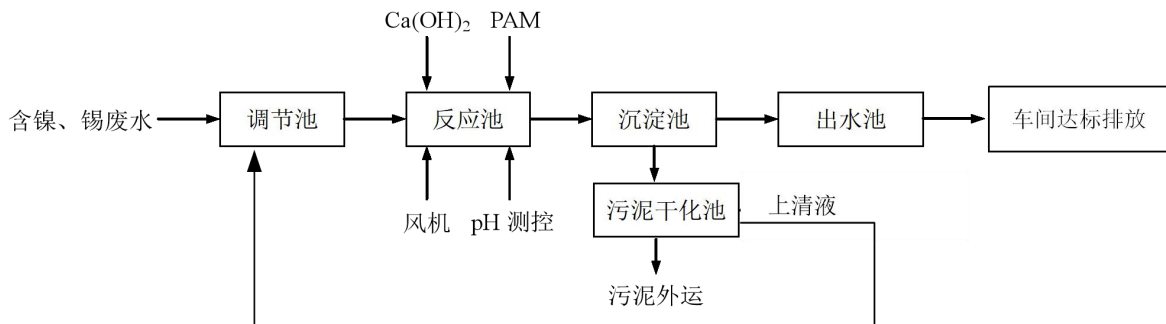 Ca(OH)₂ PAM
含镍、锡废水 调节池 反应池 沉淀池 出水池 车间达标排放
风机 pH 测控 污泥干化池 上清液
污泥外运